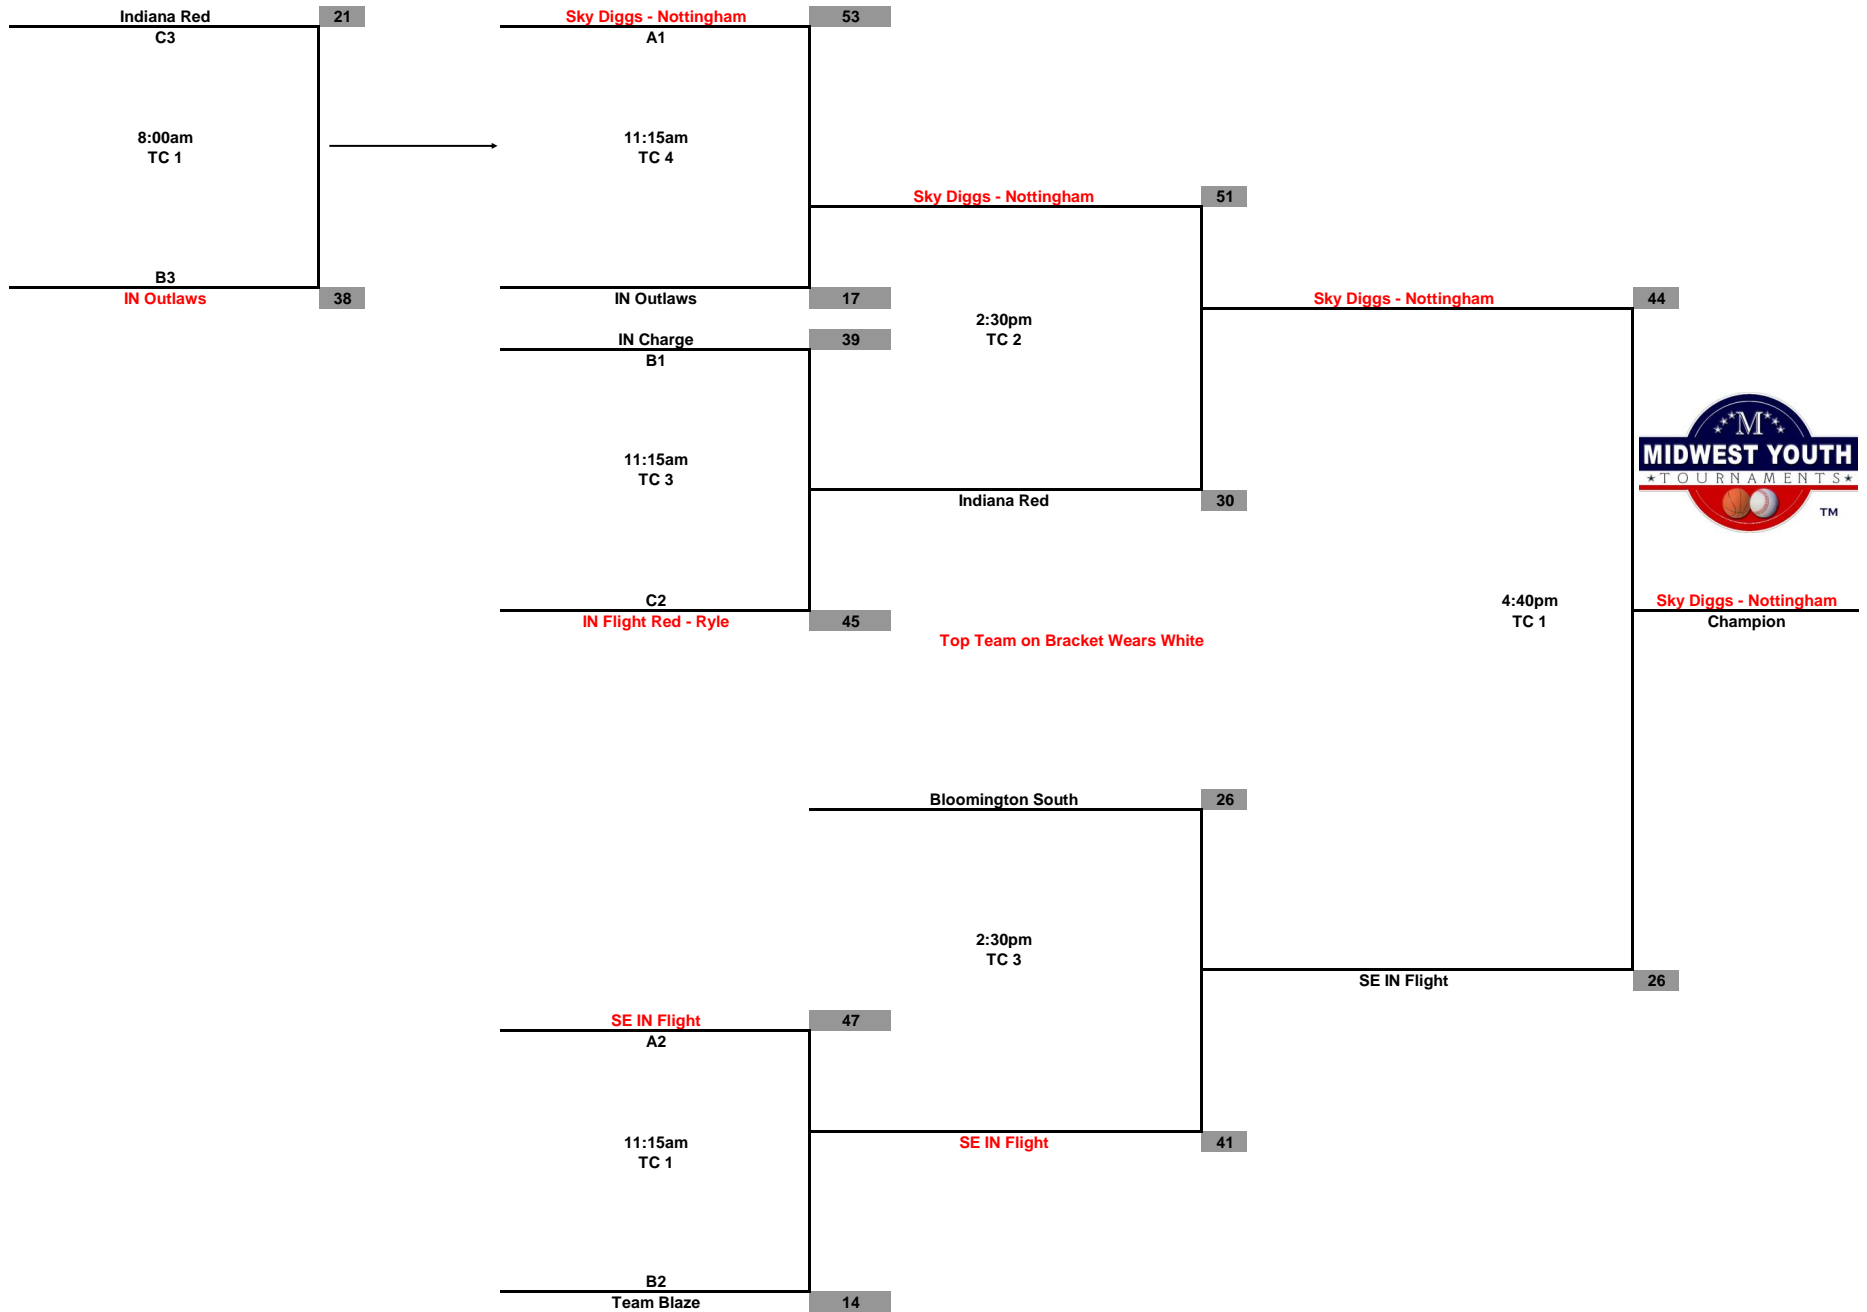 Indiana Red 21
C3
8:00am
TC 1
B3
IN Outlaws 38
Sky Diggs - Nottingham 53
A1
11:15am
TC 4
IN Outlaws 17
IN Charge 39
B1
11:15am
TC 3
C2
IN Flight Red - Ryle 45
Sky Diggs - Nottingham 51
2:30pm
TC 2
Indiana Red 30
Top Team on Bracket Wears White
Bloomington South 26
2:30pm
TC 3
SE IN Flight 47
A2
11:15am
TC 1
B2
Team Blaze 14
SE IN Flight 41
Sky Diggs - Nottingham 44
4:40pm
TC 1
SE IN Flight 26
M
MIDWEST YOUTH
TOURNAMENTS
TM
Sky Diggs - Nottingham
Champion